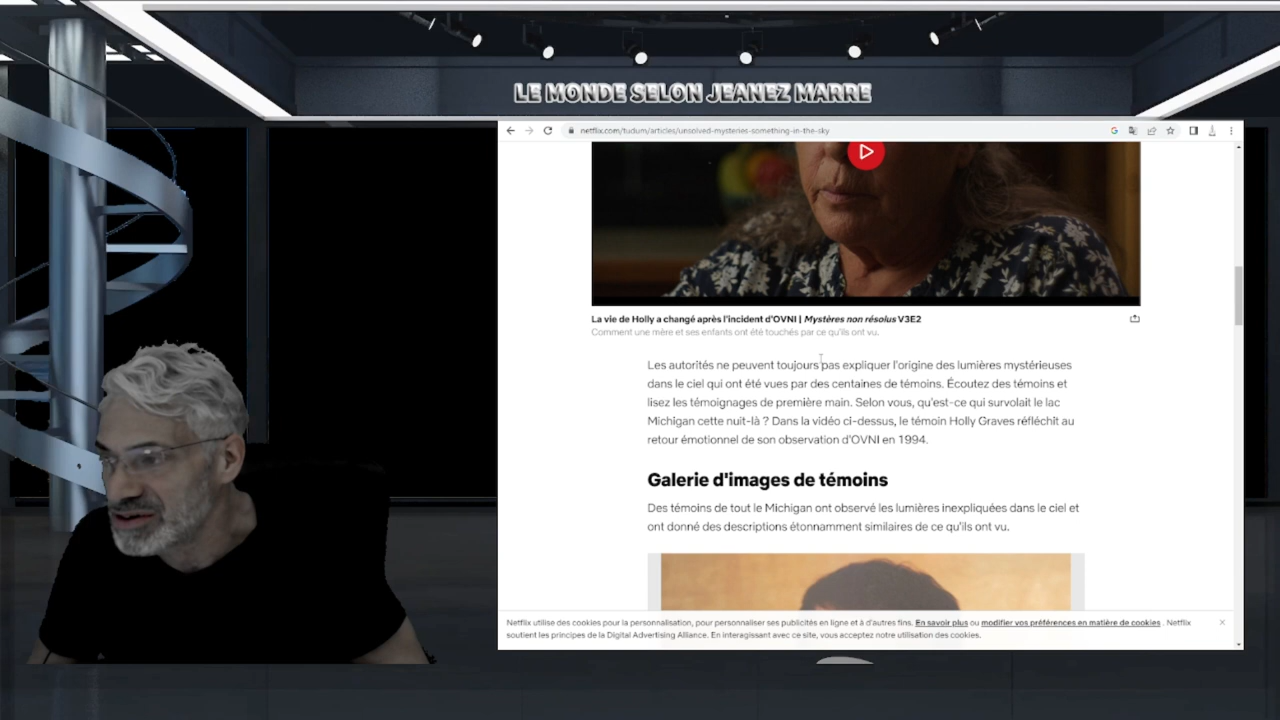 LE MONDE SELON JEANEZ MARRE
netflix.com/tudum/articles/unsolved-mysteries-something-in-the-sky
La vie de Holly a changé après l'incident d'OVNI | Mystères non résolus V3E2
Comment une mère et ses enfants ont été touchés par ce qu'ils ont vu.
Les autorités ne peuvent toujours pas expliquer l'origine des lumières mystérieuses
dans le ciel qui ont été vues par des centaines de témoins. Écoutez des témoins et
lisez les témoignages de première main. Selon vous, qu'est-ce qui survolait le lac
Michigan cette nuit-là ? Dans la vidéo ci-dessus, le témoin Holly Graves réfléchit au
retour émotionnel de son observation d'OVNI en 1994.
Galerie d'images de témoins
Des témoins de tout le Michigan ont observé les lumières inexpliquées dans le ciel et
ont donné des descriptions étonnamment similaires de ce qu'ils ont vu.
Netflix utilise des cookies pour la personnalisation, pour personnaliser ses publicités en ligne et à d'autres fins. En savoir plus ou modifier vos préférences en matière de cookies . Netflix
soutient les principes de la Digital Advertising Alliance. En interagissant avec ce site, vous acceptez notre utilisation des cookies.